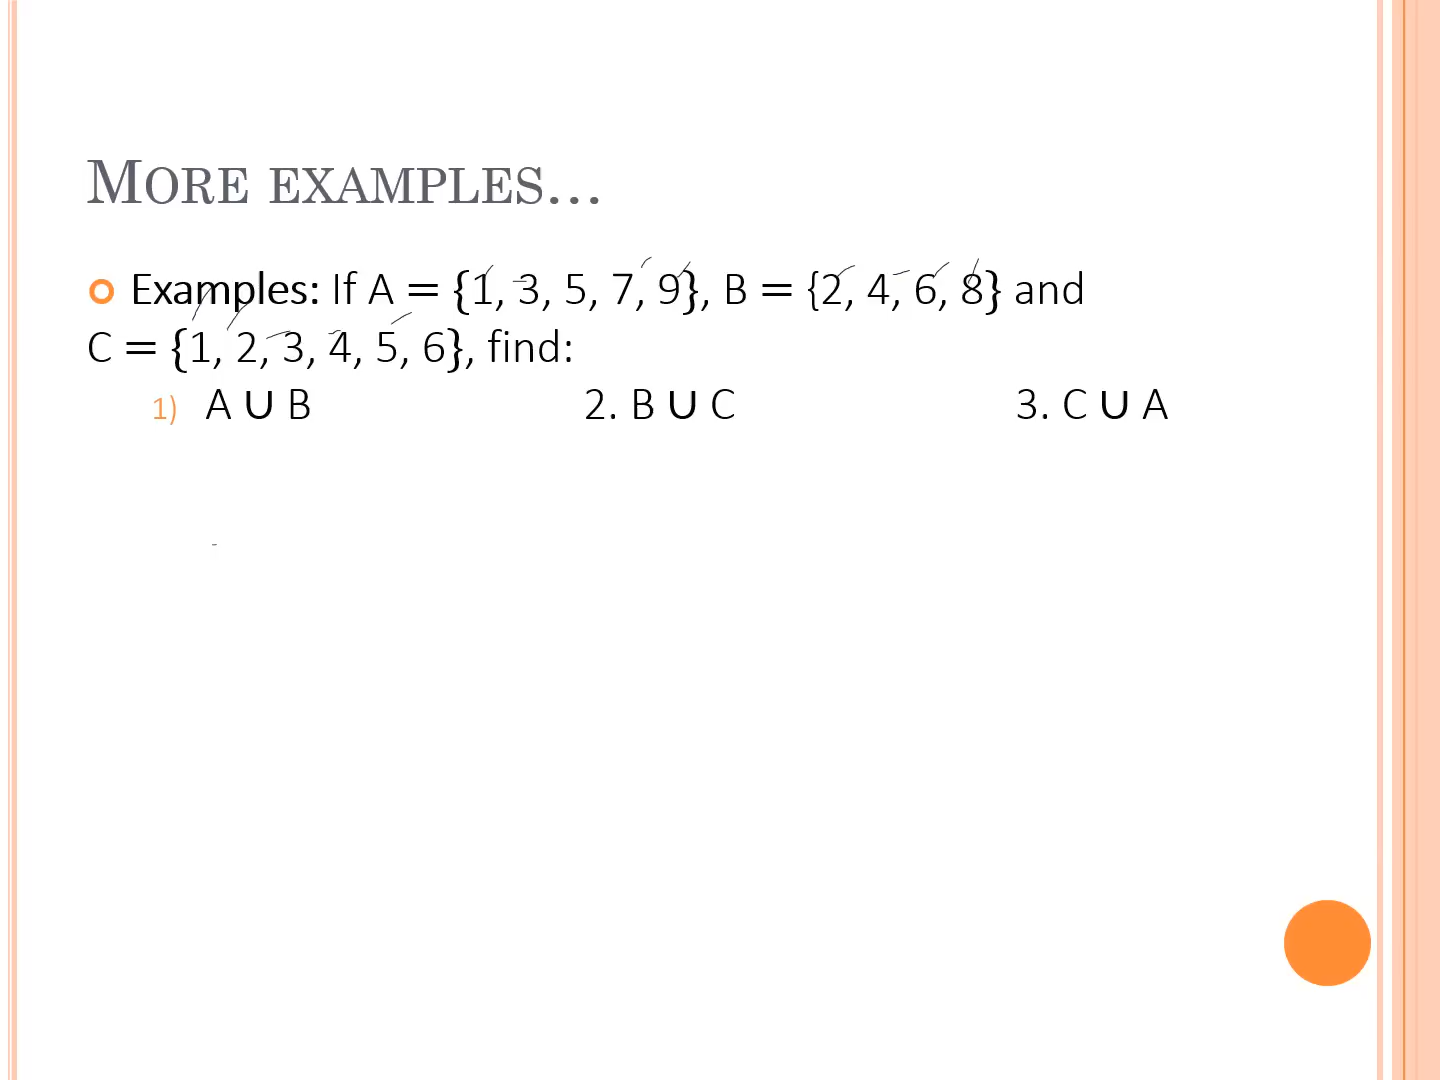 MORE EXAMPLES...
Examples: If A = {1, 3, 5, 7, 9}, B = {2, 4, 6, 8} and
C = {1, 2, 3, 4, 5, 6}, find:
1) A ∪ B 2. B ∪ C 3. C ∪ A